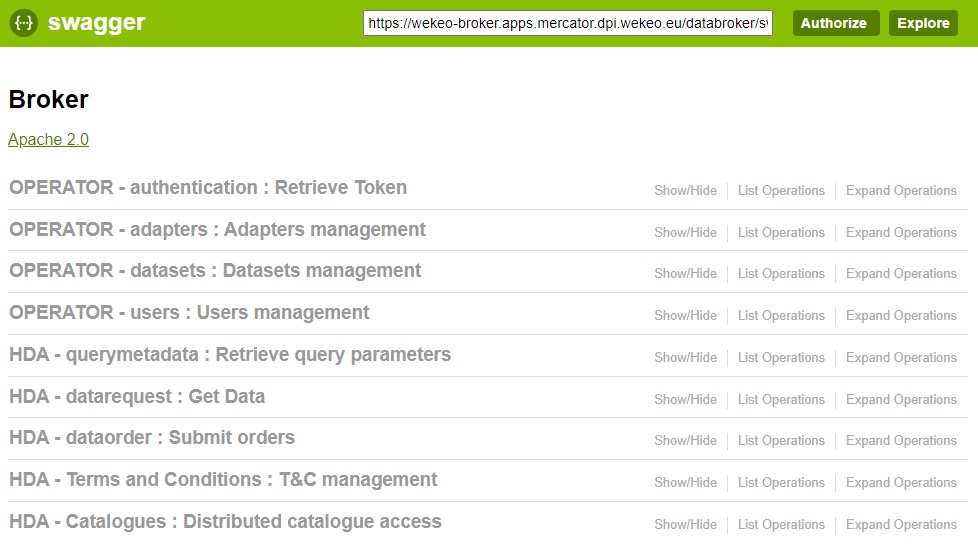 {···} swagger https://wekeo-broker.apps.mercator.dpi.wekeo.eu/databroker/sv Authorize Explore
Broker
Apache 2.0
OPERATOR - authentication : Retrieve Token Show/Hide List Operations Expand Operations
OPERATOR - adapters : Adapters management Show/Hide List Operations Expand Operations
OPERATOR - datasets : Datasets management Show/Hide List Operations Expand Operations
OPERATOR - users : Users management Show/Hide List Operations Expand Operations
HDA - querymetadata : Retrieve query parameters Show/Hide List Operations Expand Operations
HDA - datarequest : Get Data Show/Hide List Operations Expand Operations
HDA - dataorder : Submit orders Show/Hide List Operations Expand Operations
HDA - Terms and Conditions : T&C management Show/Hide List Operations Expand Operations
HDA - Catalogues : Distributed catalogue access Show/Hide List Operations Expand Operations